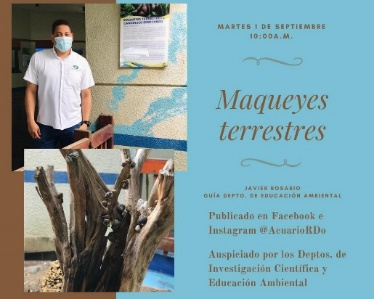 MARTES 1 DE SEPTIEMBRE
10:00A.M.
Maqueyes
terrestres
JAVIER ROSARIO
GUÍA DEPTO. DE EDUCACIÓN AMBIENTAL
Publicado en Facebook e
Instagram @AcuarioRDo
Auspiciado por los Deptos. de
Investigación Científica y
Educación Ambiental